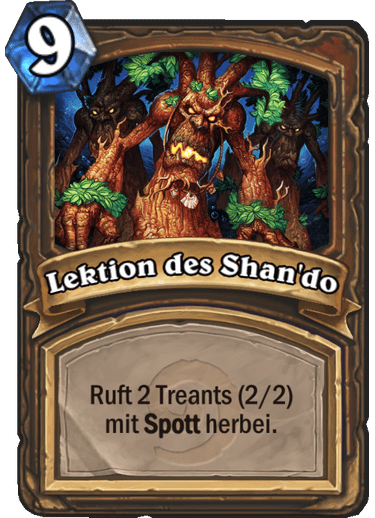 9
Lektion des Shan'do
Ruft 2 Treants (2/2)
mit Spott herbei.